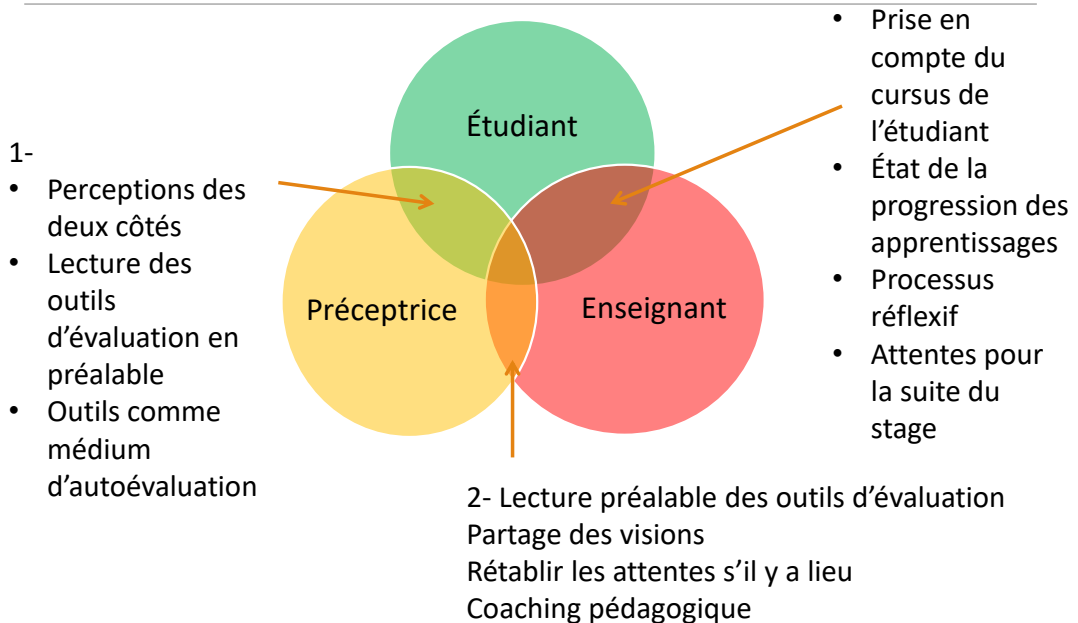 Étudiant
Préceptrice
Enseignant
1-
• Perceptions des
deux côtés
• Lecture des
outils
d’évaluation en
préalable
• Outils comme
médium
d’autoévaluation
2- Lecture préalable des outils d’évaluation
Partage des visions
Rétablir les attentes s’il y a lieu
Coaching pédagogique
• Prise en
compte du
cursus de
l’étudiant
• État de la
progression des
apprentissages
• Processus
réflexif
• Attentes pour
la suite du
stage